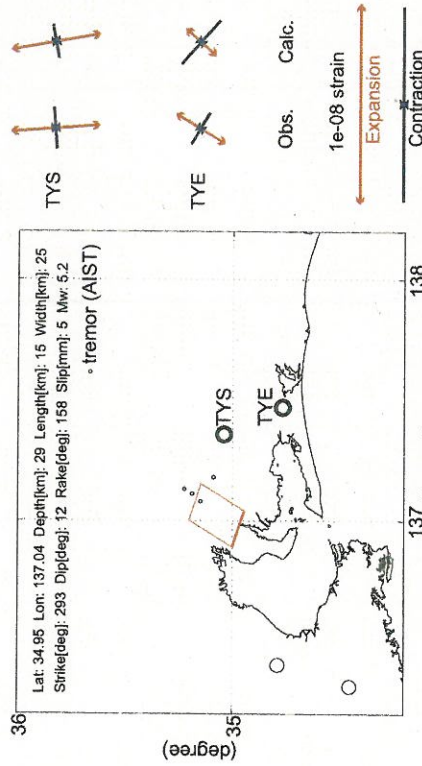 36
35
(degree)
137
138
Lat: 34.95 Lon: 137.04 Depth[km]: 29 Length[km]: 15 Width[km]: 25
Strike[deg]: 293 Dip[deg]: 12 Rake[deg]: 158 Slip[mm]: 5 Mw: 5.2
tremor (AIST)
TYS
TYE
TYS
TYE
Obs. Calc.
1e-08 strain
Expansion
Contraction